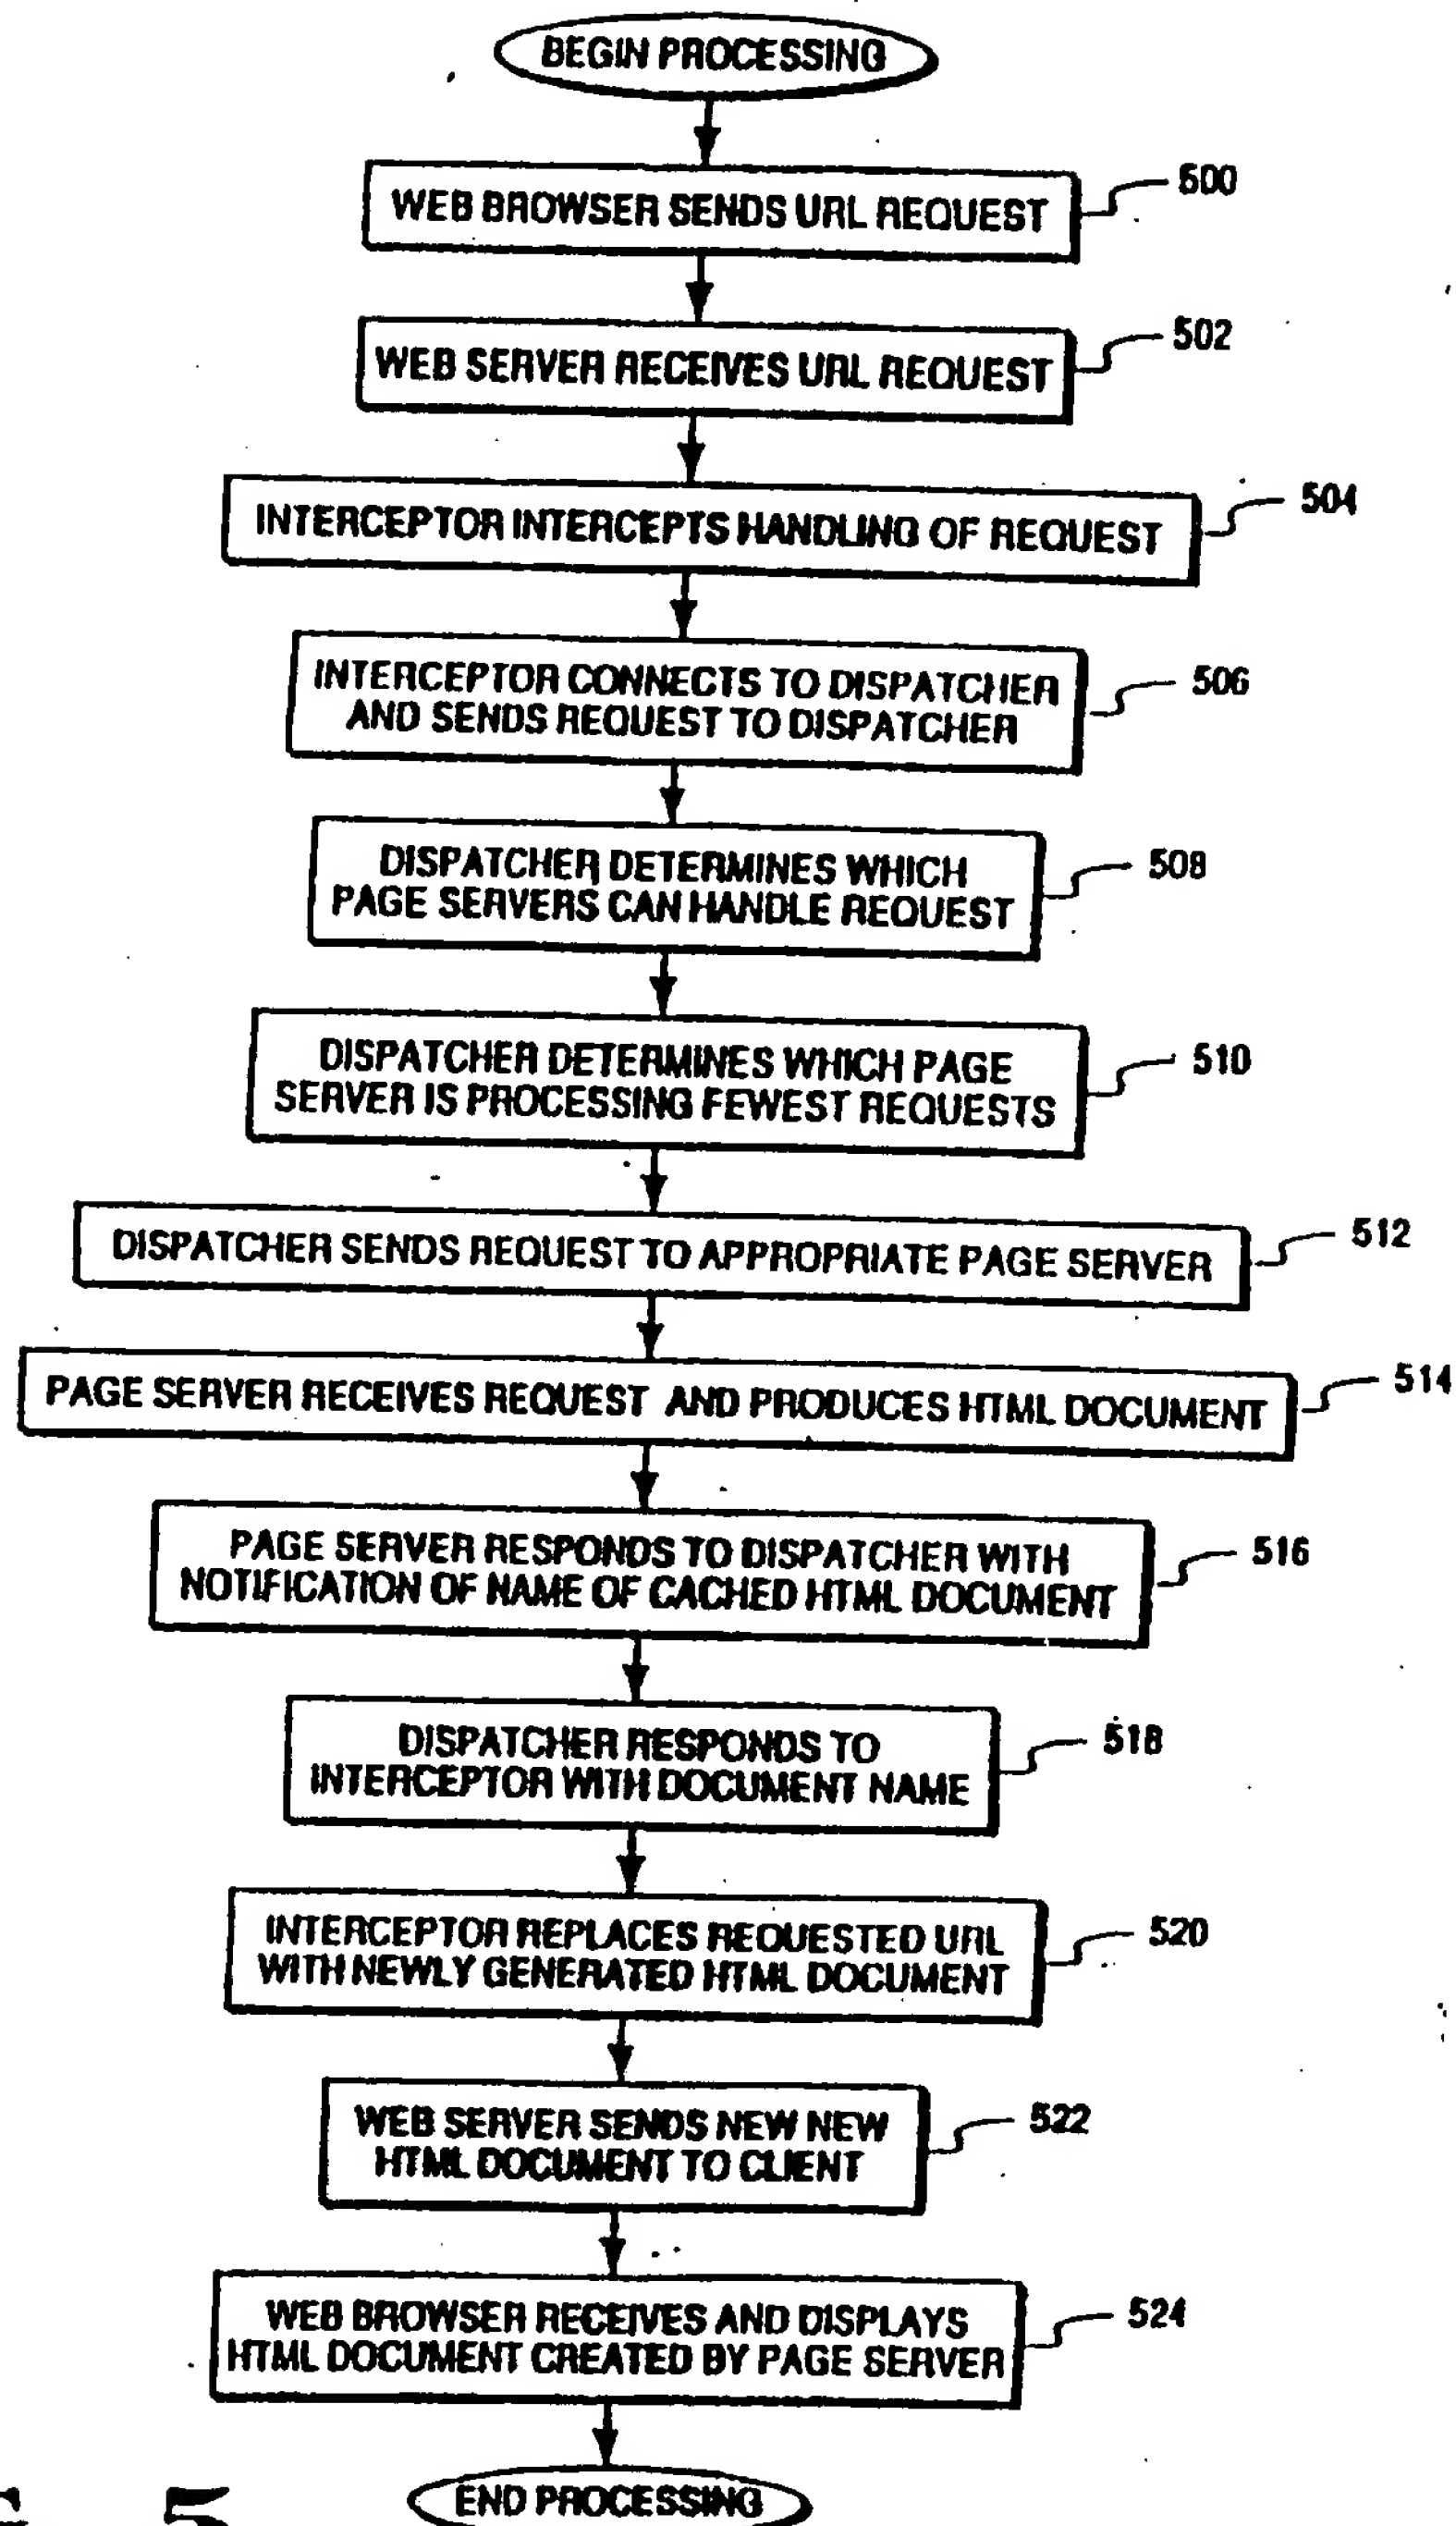 BEGIN PROCESSING
WEB BROWSER SENDS URL REQUEST
500
WEB SERVER RECEIVES URL REQUEST
502
INTERCEPTOR INTERCEPTS HANDLING OF REQUEST
504
INTERCEPTOR CONNECTS TO DISPATCHER
AND SENDS REQUEST TO DISPATCHER
506
DISPATCHER DETERMINES WHICH
PAGE SERVERS CAN HANDLE REQUEST
508
DISPATCHER DETERMINES WHICH PAGE
SERVER IS PROCESSING FEWEST REQUESTS
510
DISPATCHER SENDS REQUEST TO APPROPRIATE PAGE SERVER
512
PAGE SERVER RECEIVES REQUEST AND PRODUCES HTML DOCUMENT
514
PAGE SERVER RESPONDS TO DISPATCHER WITH
NOTIFICATION OF NAME OF CACHED HTML DOCUMENT
516
DISPATCHER RESPONDS TO
INTERCEPTOR WITH DOCUMENT NAME
518
INTERCEPTOR REPLACES REQUESTED URL
WITH NEWLY GENERATED HTML DOCUMENT
520
WEB SERVER SENDS NEW NEW
HTML DOCUMENT TO CLIENT
522
WEB BROWSER RECEIVES AND DISPLAYS
HTML DOCUMENT CREATED BY PAGE SERVER
524
END PROCESSING